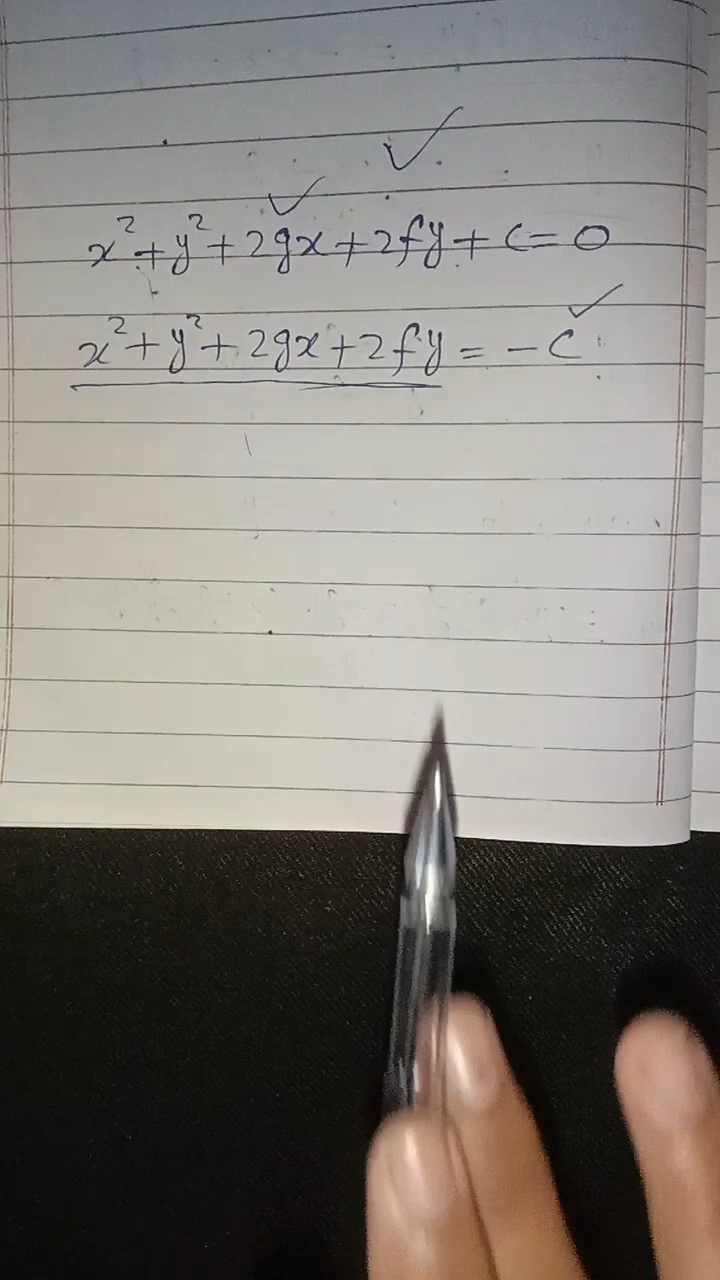 x² + y² + 2gx + 2fy + c = 0
x² + y² + 2gx + 2fy = - c